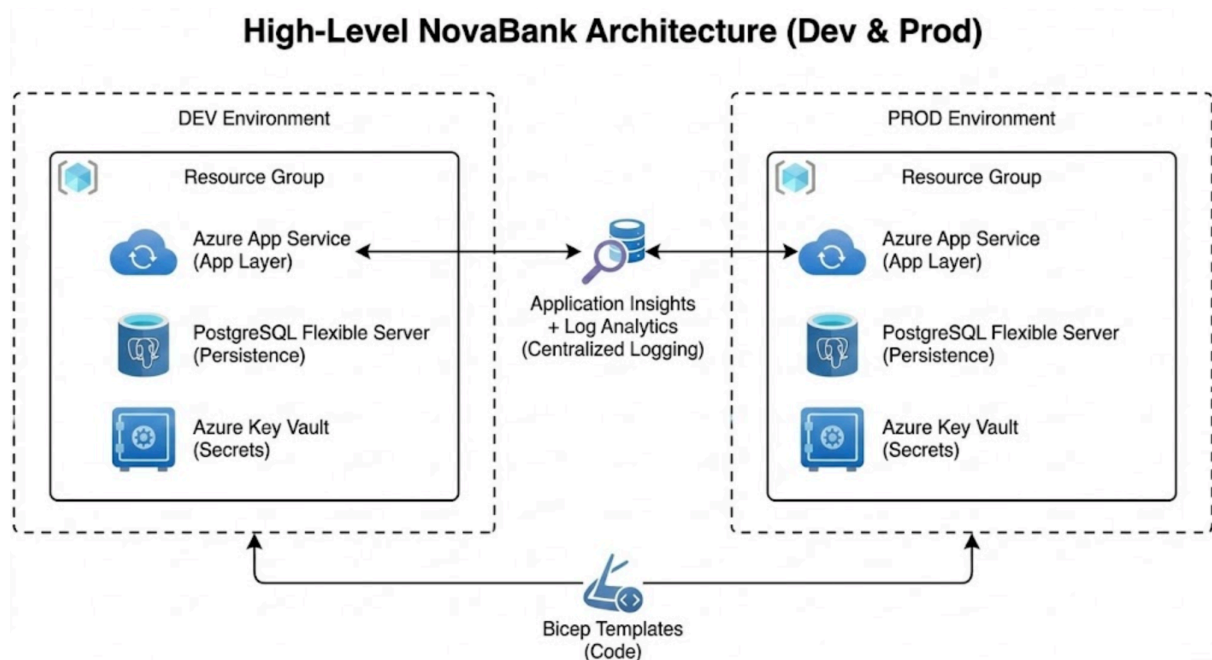 High-Level NovaBank Architecture (Dev & Prod)
DEV Environment
Resource Group
Azure App Service
(App Layer)
PostgreSQL Flexible Server
(Persistence)
Azure Key Vault
(Secrets)
Application Insights
+ Log Analytics
(Centralized Logging)
PROD Environment
Resource Group
Azure App Service
(App Layer)
PostgreSQL Flexible Server
(Persistence)
Azure Key Vault
(Secrets)
Bicep Templates
(Code)